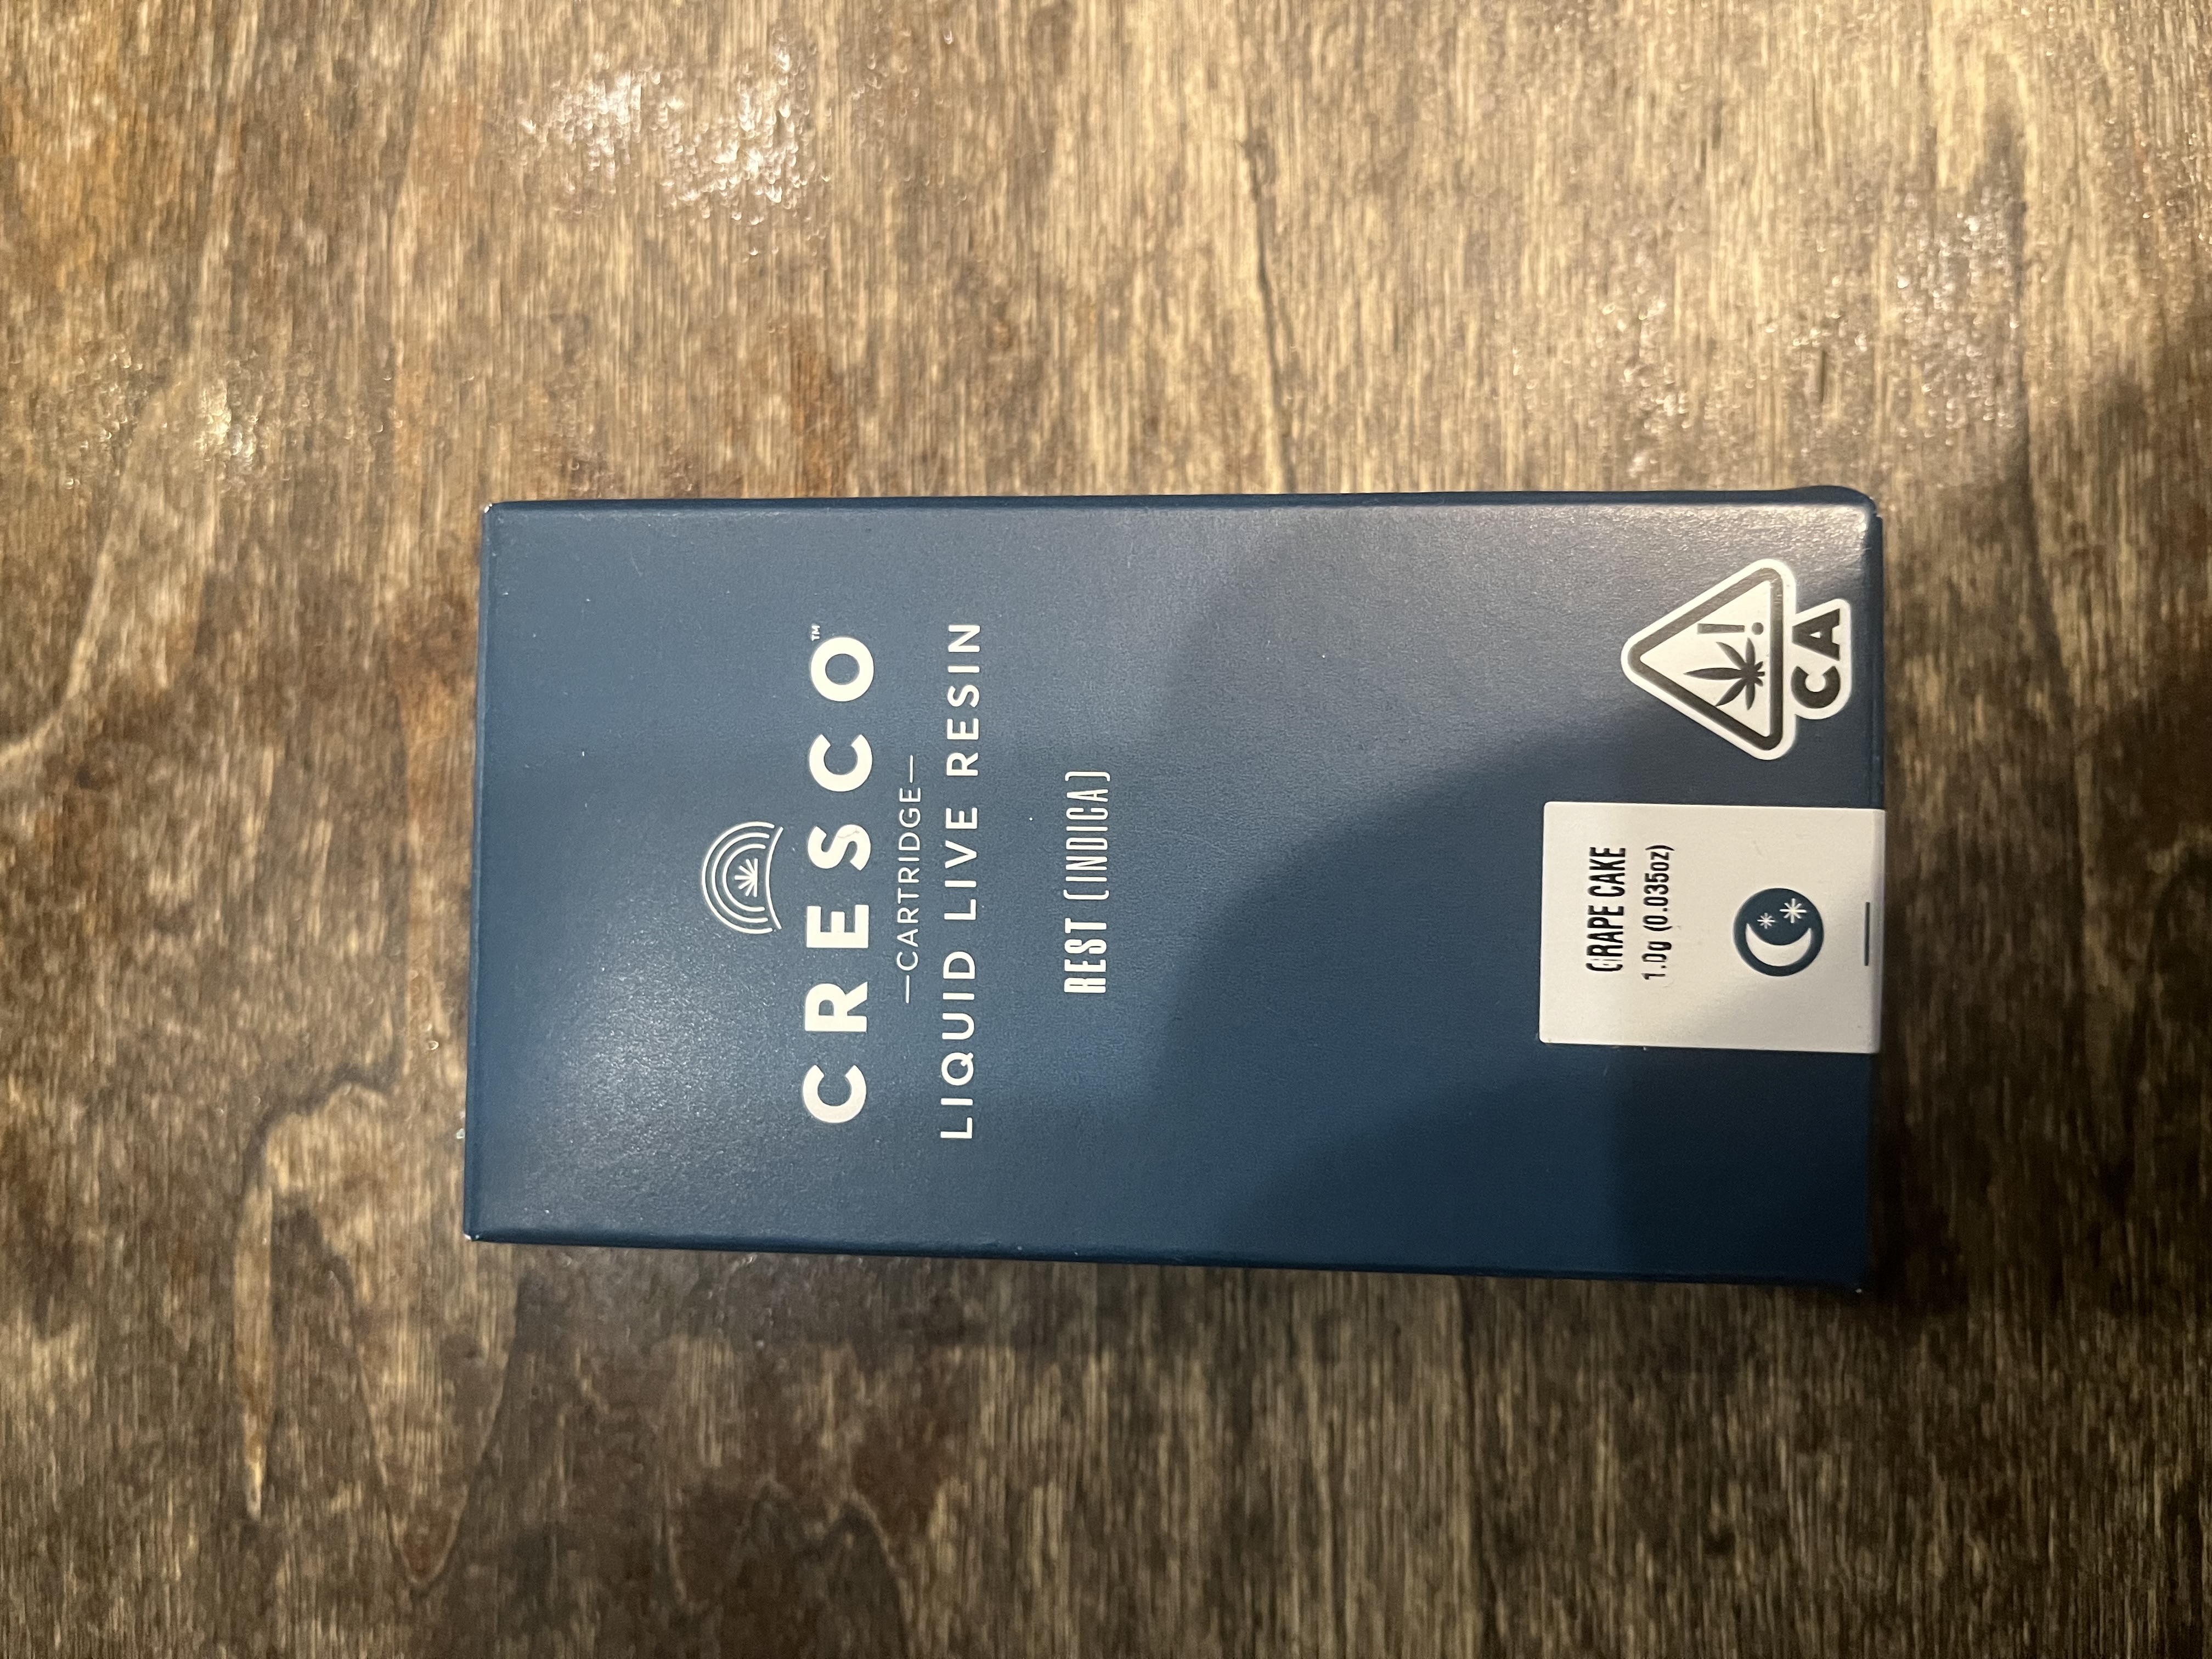 CRESCO™
CARTRIDGE
LIQUID LIVE RESIN
REST (INDICA)
GRAPE CAKE
1.0g (0.035oz)
!
CA